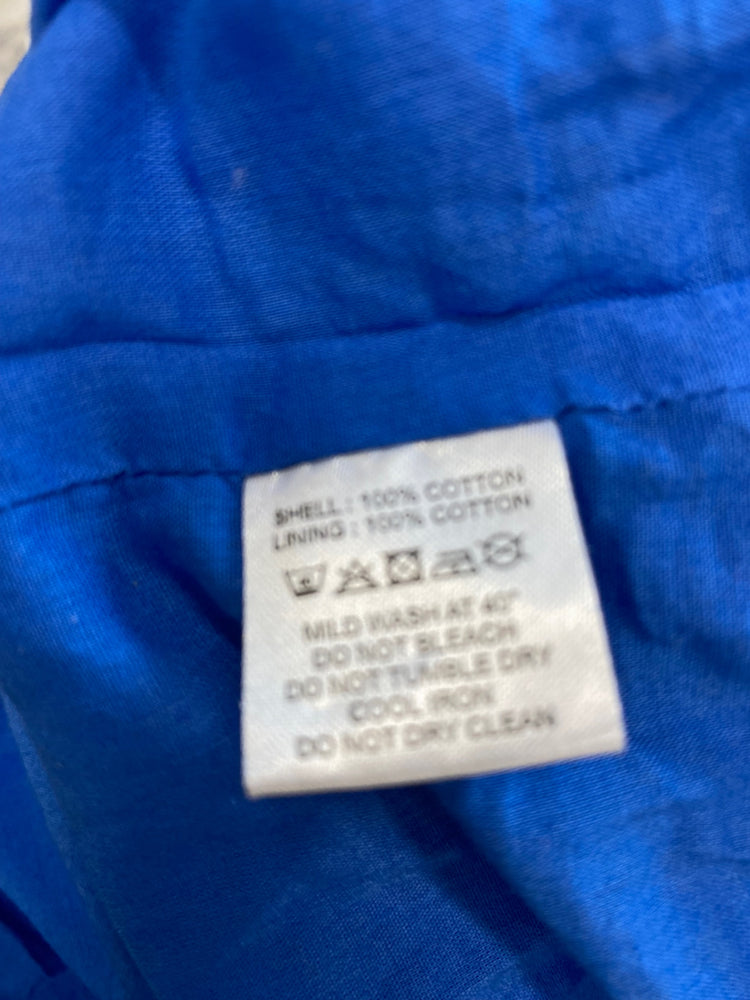 SHELL : 100% COTTON
LINING : 100% COTTON
MILD WASH AT 40°
DO NOT BLEACH
DO NOT TUMBLE DRY
COOL IRON
DO NOT DRY CLEAN